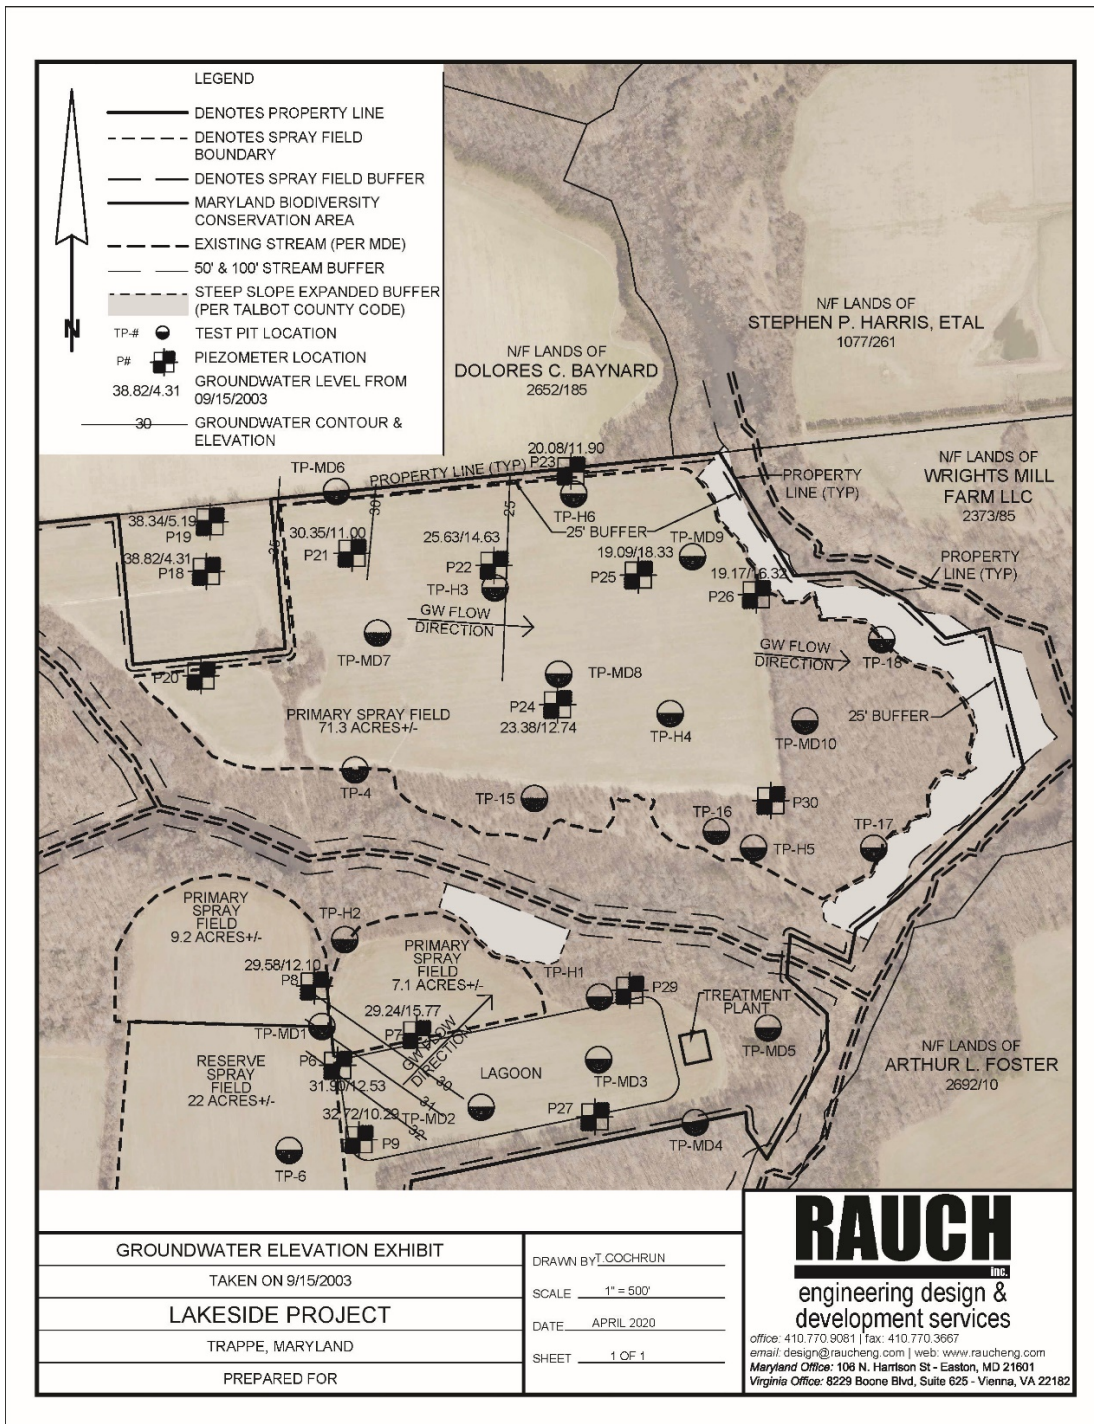 LEGEND
DENOTES PROPERTY LINE
DENOTES SPRAY FIELD
BOUNDARY
DENOTES SPRAY FIELD BUFFER
MARYLAND BIODIVERSITY
CONSERVATION AREA
EXISTING STREAM (PER MDE)
50' & 100' STREAM BUFFER
STEEP SLOPE EXPANDED BUFFER
(PER TALBOT COUNTY CODE)
N
TP-# TEST PIT LOCATION
P# PIEZOMETER LOCATION
38.82/4.31 GROUNDWATER LEVEL FROM
09/15/2003
30 GROUNDWATER CONTOUR &
ELEVATION
N/F LANDS OF
STEPHEN P. HARRIS, ETAL
1077/261
N/F LANDS OF
DOLORES C. BAYNARD
2652/185
N/F LANDS OF
WRIGHTS MILL
FARM LLC
2373/85
20.08/11.90
P23
TP-MD6
PROPERTY LINE (TYP)
PROPERTY
LINE (TYP)
35
30
25
TP-H6
25' BUFFER
38.34/5.19
P19
30.35/11.00
P21
25.63/14.63
P22
TP-H3
TP-MD9
19.09/18.33
P25
19.17/16.32
P26
PROPERTY
LINE (TYP)
38.82/4.31
P18
GW FLOW
DIRECTION
GW FLOW
DIRECTION
TP-18
TP-MD7
P20
TP-MD8
P24
23.38/12.74
PRIMARY SPRAY FIELD
71.3 ACRES+/-
TP-H4
TP-MD10
25' BUFFER
TP-4
TP-15
P30
TP-16
TP-H5
TP-17
PRIMARY
SPRAY
FIELD
9.2 ACRES+/-
TP-H2
PRIMARY
SPRAY
FIELD
7.1 ACRES+/-
29.58/12.10
P8
TP-H1
P29
TREATMENT
PLANT
29.24/15.77
P7
TP-MD1
GW FLOW
DIRECTION
TP-MD5
RESERVE
SPRAY
FIELD
22 ACRES+/-
P6
31.90/12.53
LAGOON
TP-MD3
30
31
32
TP-MD2
N/F LANDS OF
ARTHUR L. FOSTER
2692/10
32.72/10.29
P9
P27
TP-MD4
TP-6
GROUNDWATER ELEVATION EXHIBIT
TAKEN ON 9/15/2003
LAKESIDE PROJECT
TRAPPE, MARYLAND
PREPARED FOR
DRAWN BY T.COCHRUN
SCALE 1" = 500'
DATE APRIL 2020
SHEET 1 OF 1
RAUCH
inc.
engineering design &
development services
office: 410.770.9081 | fax: 410.770.3667
email: design@raucheng.com | web: www.raucheng.com
Maryland Office: 106 N. Harrison St - Easton, MD 21601
Virginia Office: 8229 Boone Blvd, Suite 625 - Vienna, VA 22182